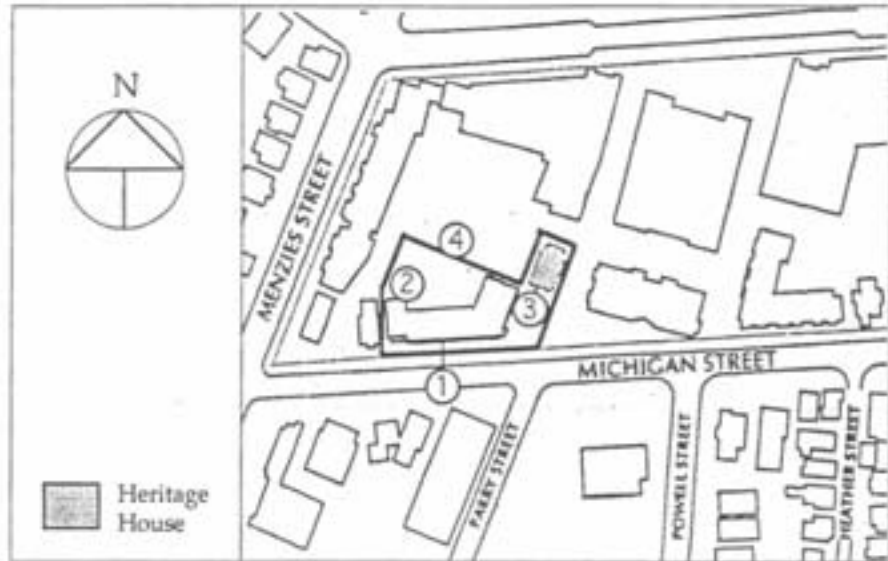 N
MENZIES STREET
4
2
3
MICHIGAN STREET
1
PARRY STREET
POWELL STREET
HEATHER STREET
Heritage
House